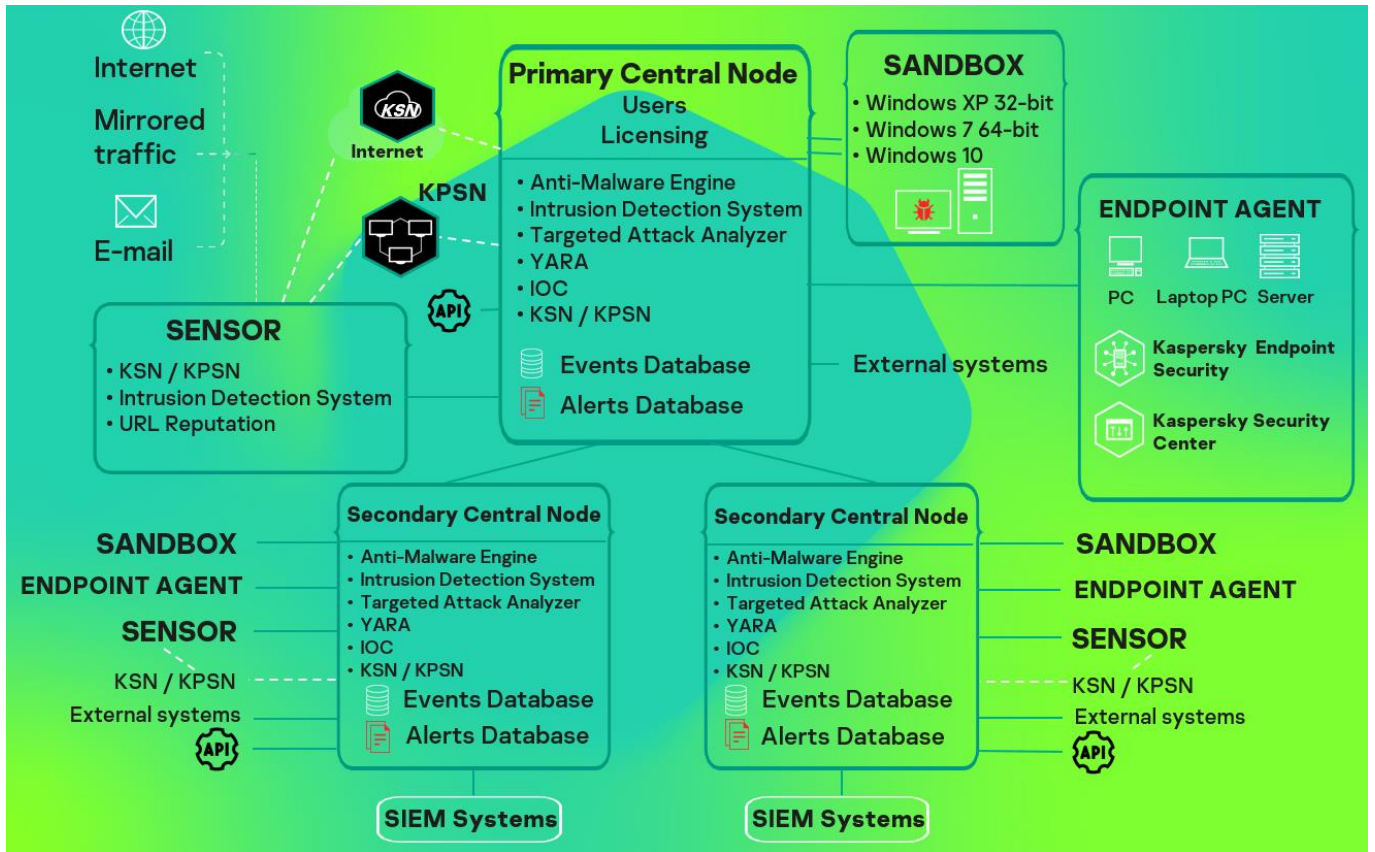 Internet
Mirrored
traffic
E-mail
KSN
Internet
KPSN
API
Primary Central Node
Users
Licensing
• Anti-Malware Engine
• Intrusion Detection System
• Targeted Attack Analyzer
• YARA
• IOC
• KSN / KPSN
Events Database
Alerts Database
SANDBOX
• Windows XP 32-bit
• Windows 7 64-bit
• Windows 10
ENDPOINT AGENT
PC Laptop PC Server
Kaspersky Endpoint
Security
Kaspersky Security
Center
External systems
SENSOR
• KSN / KPSN
• Intrusion Detection System
• URL Reputation
SANDBOX
ENDPOINT AGENT
SENSOR
KSN / KPSN
External systems
API
Secondary Central Node
• Anti-Malware Engine
• Intrusion Detection System
• Targeted Attack Analyzer
• YARA
• IOC
• KSN / KPSN
Events Database
Alerts Database
SIEM Systems
Secondary Central Node
• Anti-Malware Engine
• Intrusion Detection System
• Targeted Attack Analyzer
• YARA
• IOC
• KSN / KPSN
Events Database
Alerts Database
SIEM Systems
SANDBOX
ENDPOINT AGENT
SENSOR
KSN / KPSN
External systems
API